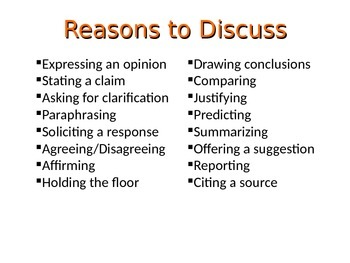 Reasons to Discuss
▪Expressing an opinion
▪Stating a claim
▪Asking for clarification
▪Paraphrasing
▪Soliciting a response
▪Agreeing/Disagreeing
▪Affirming
▪Holding the floor
▪Drawing conclusions
▪Comparing
▪Justifying
▪Predicting
▪Summarizing
▪Offering a suggestion
▪Reporting
▪Citing a source